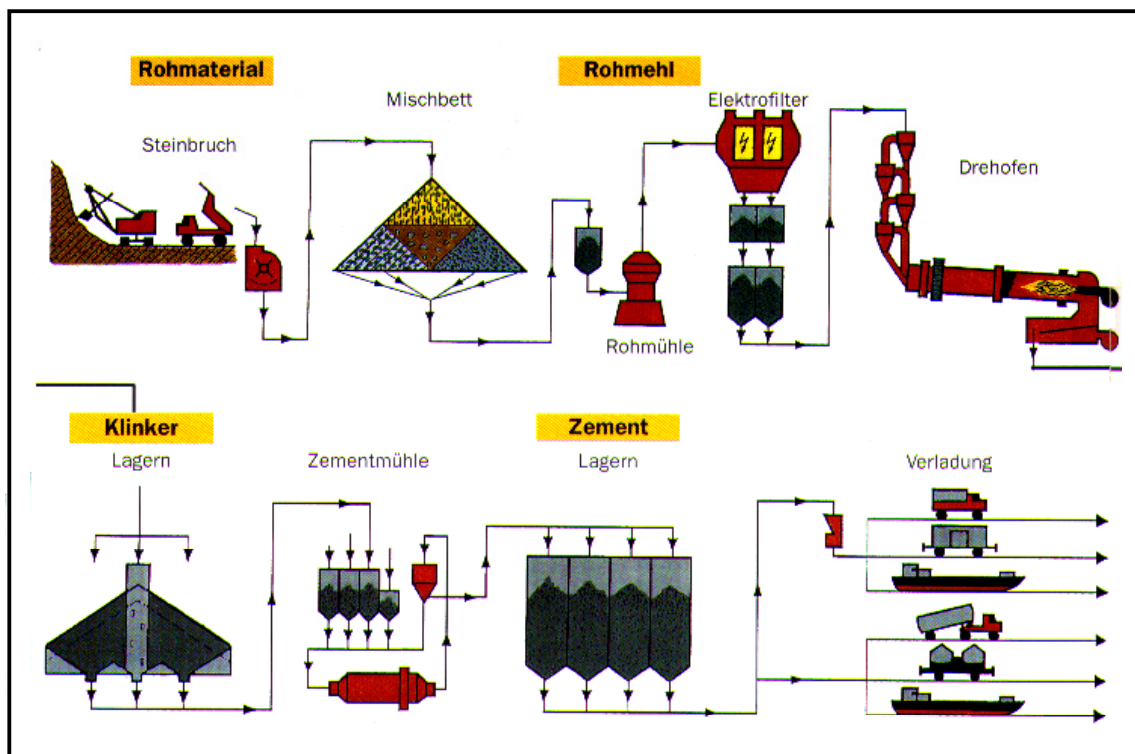 Rohmaterial
Rohmehl
Mischbett
Elektrofilter
Steinbruch
Drehofen
Rohmühle
Klinker
Zement
Lagern
Zementmühle
Lagern
Verladung